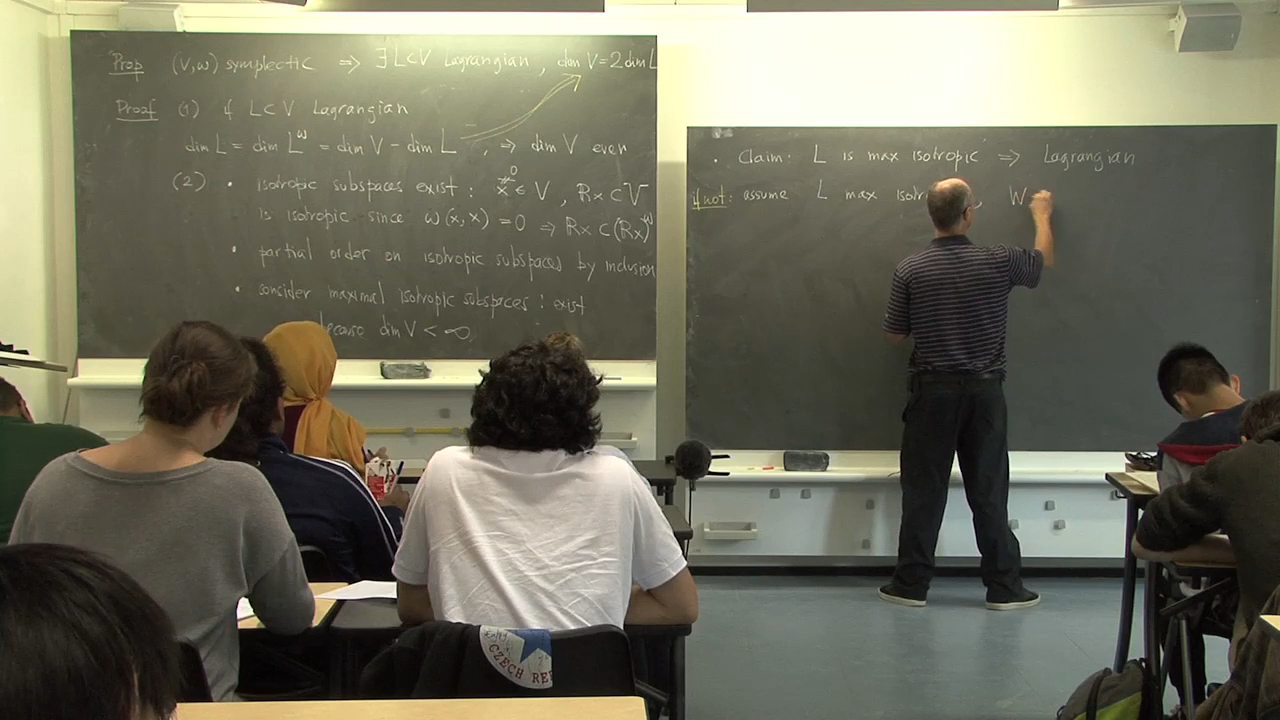 Prop (V,ω) symplectic ⇒ ∃ L⊂V Lagrangian, dim V = 2 dim L
Proof (1) if L⊂V Lagrangian
dim L = dim L^ω = dim V − dim L, ⇒ dim V even
(2) • isotropic subspaces exist: 0≠x ∈ V, ℝx ⊂ V
is isotropic since ω(x,x) = 0 ⇒ ℝx ⊂ (ℝx)^ω
• partial order on isotropic subspaces by inclusion
• consider maximal isotropic subspaces: exist
because dim V < ∞
• Claim: L is max isotropic ⇒ Lagrangian
if not: assume L max isotr , W
CZECH REP